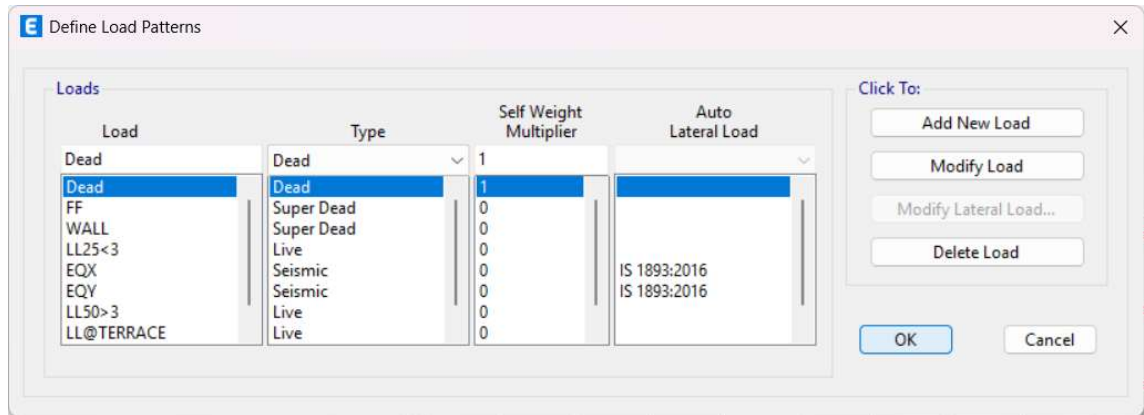 E Define Load Patterns
Loads
Click To:
Load Type Self Weight Multiplier Auto Lateral Load
Dead Dead 1
Dead Dead 1
FF Super Dead 0
WALL Super Dead 0
LL25<3 Live 0
EQX Seismic 0 IS 1893:2016
EQY Seismic 0 IS 1893:2016
LL50>3 Live 0
LL@TERRACE Live 0
Add New Load
Modify Load
Modify Lateral Load...
Delete Load
OK Cancel